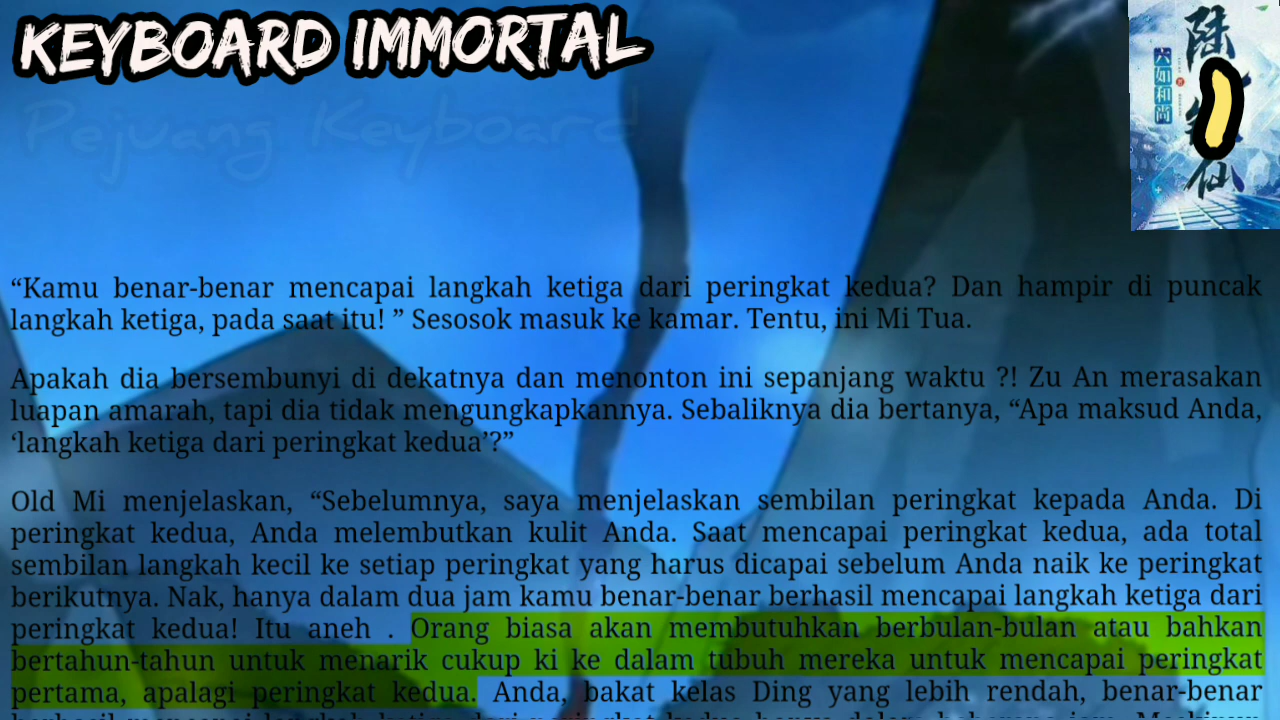 KEYBOARD IMMORTAL
Pejuang Keyboard
陆
仙
六如和尚
“Kamu benar-benar mencapai langkah ketiga dari peringkat kedua? Dan hampir di puncak
langkah ketiga, pada saat itu! ” Sesosok masuk ke kamar. Tentu, ini Mi Tua.
Apakah dia bersembunyi di dekatnya dan menonton ini sepanjang waktu ?! Zu An merasakan
luapan amarah, tapi dia tidak mengungkapkannya. Sebaliknya dia bertanya, “Apa maksud Anda,
‘langkah ketiga dari peringkat kedua’?”
Old Mi menjelaskan, “Sebelumnya, saya menjelaskan sembilan peringkat kepada Anda. Di
peringkat kedua, Anda melembutkan kulit Anda. Saat mencapai peringkat kedua, ada total
sembilan langkah kecil ke setiap peringkat yang harus dicapai sebelum Anda naik ke peringkat
berikutnya. Nak, hanya dalam dua jam kamu benar-benar berhasil mencapai langkah ketiga dari
peringkat kedua! Itu aneh . Orang biasa akan membutuhkan berbulan-bulan atau bahkan
bertahun-tahun untuk menarik cukup ki ke dalam tubuh mereka untuk mencapai peringkat
pertama, apalagi peringkat kedua. Anda, bakat kelas Ding yang lebih rendah, benar-benar